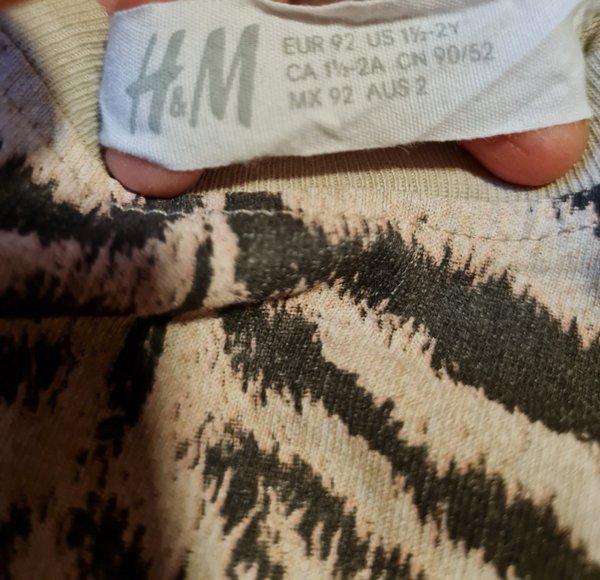 H&M
EUR 92 US 1½-2Y
CA 1½-2A CN 90/52
MX 92 AUS 2